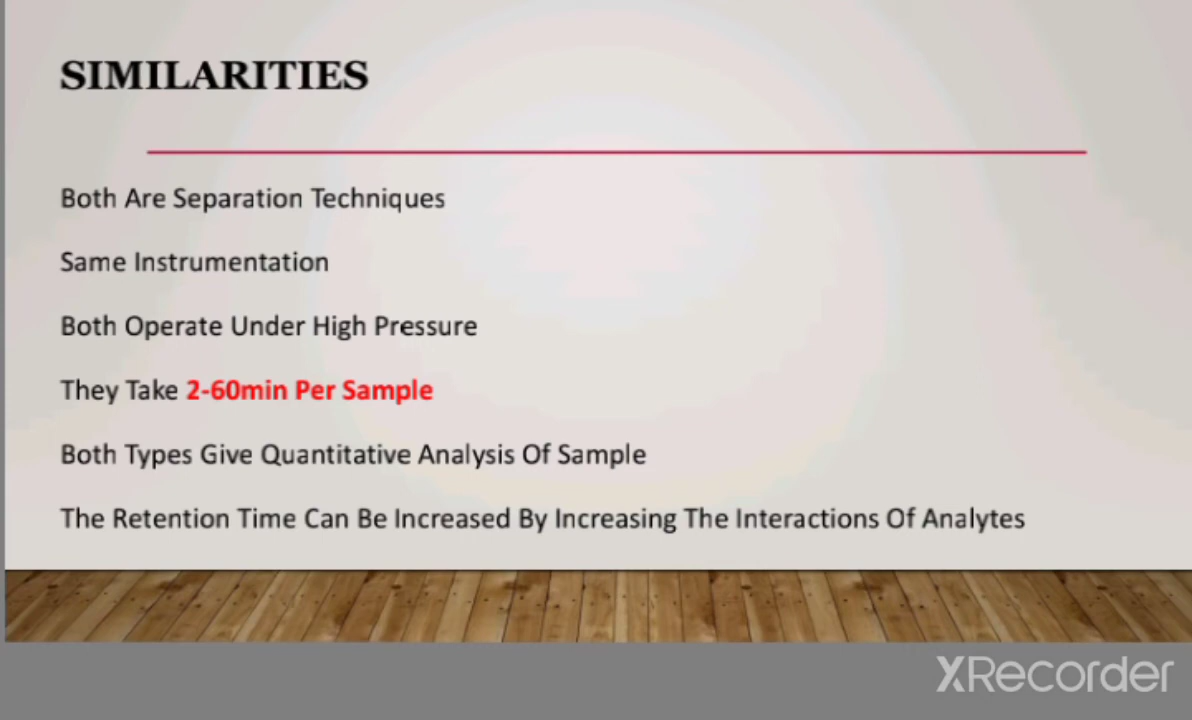 SIMILARITIES
Both Are Separation Techniques
Same Instrumentation
Both Operate Under High Pressure
They Take 2-60min Per Sample
Both Types Give Quantitative Analysis Of Sample
The Retention Time Can Be Increased By Increasing The Interactions Of Analytes
XRecorder